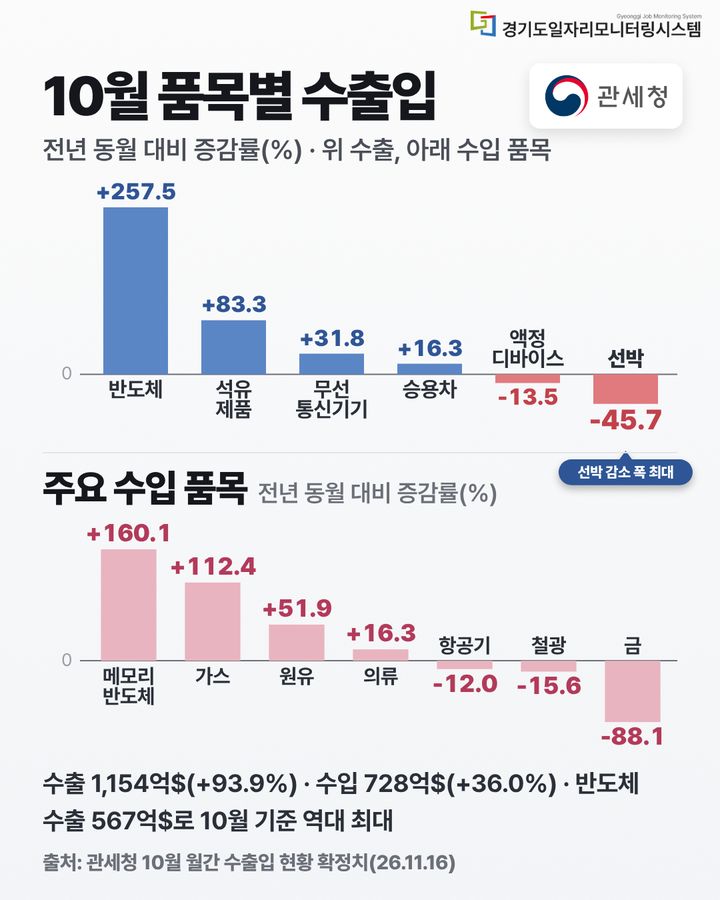 Gyeonggi Job Monitoring System
경기도일자리모니터링시스템
10월 품목별 수출입
관세청
전년 동월 대비 증감률(%) · 위 수출, 아래 수입 품목
+257.5
+83.3
+31.8
+16.3
액정
디바이스
선박
0
반도체
석유
제품
무선
통신기기
승용차
-13.5
-45.7
선박 감소 폭 최대
주요 수입 품목 전년 동월 대비 증감률(%)
+160.1
+112.4
+51.9
+16.3
항공기
철광
금
0
메모리
반도체
가스
원유
의류
-12.0
-15.6
-88.1
수출 1,154억$(+93.9%) · 수입 728억$(+36.0%) · 반도체
수출 567억$로 10월 기준 역대 최대
출처: 관세청 10월 월간 수출입 현황 확정치(26.11.16)